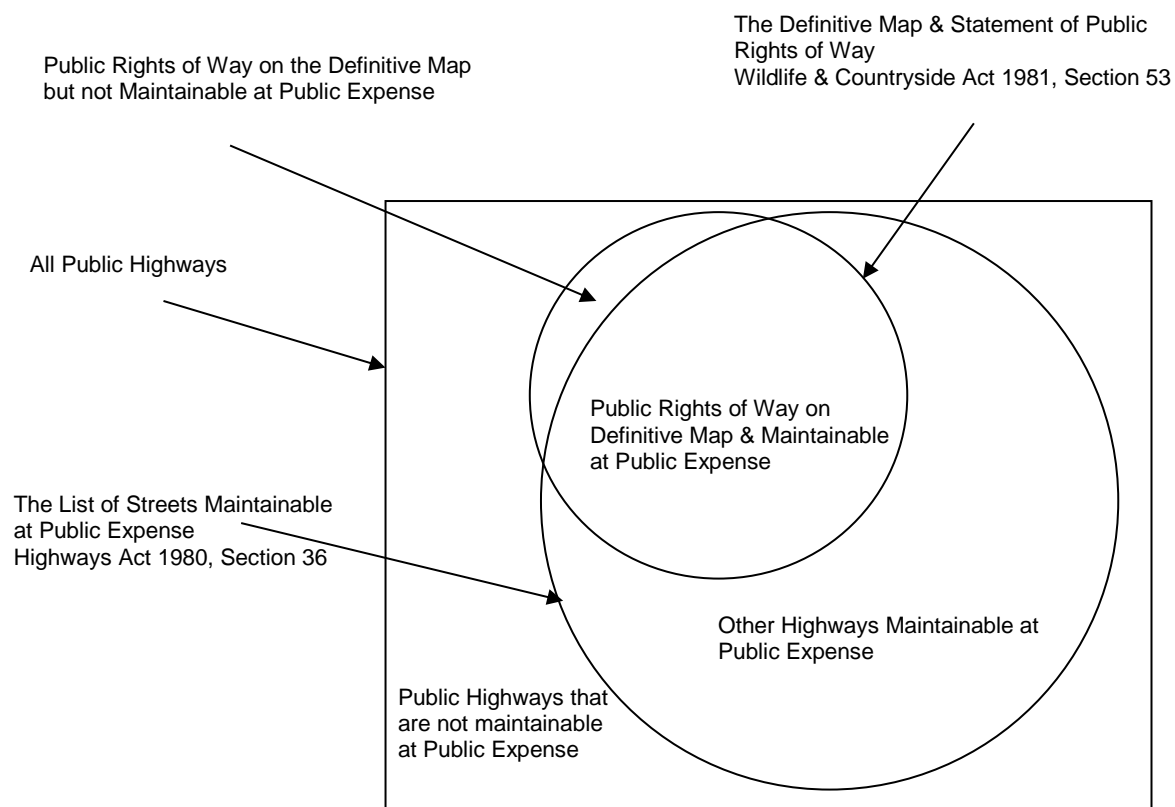 The Definitive Map & Statement of Public
Rights of Way
Wildlife & Countryside Act 1981, Section 53
Public Rights of Way on the Definitive Map
but not Maintainable at Public Expense
All Public Highways
Public Rights of Way on
Definitive Map & Maintainable
at Public Expense
The List of Streets Maintainable
at Public Expense
Highways Act 1980, Section 36
Other Highways Maintainable at
Public Expense
Public Highways that
are not maintainable
at Public Expense